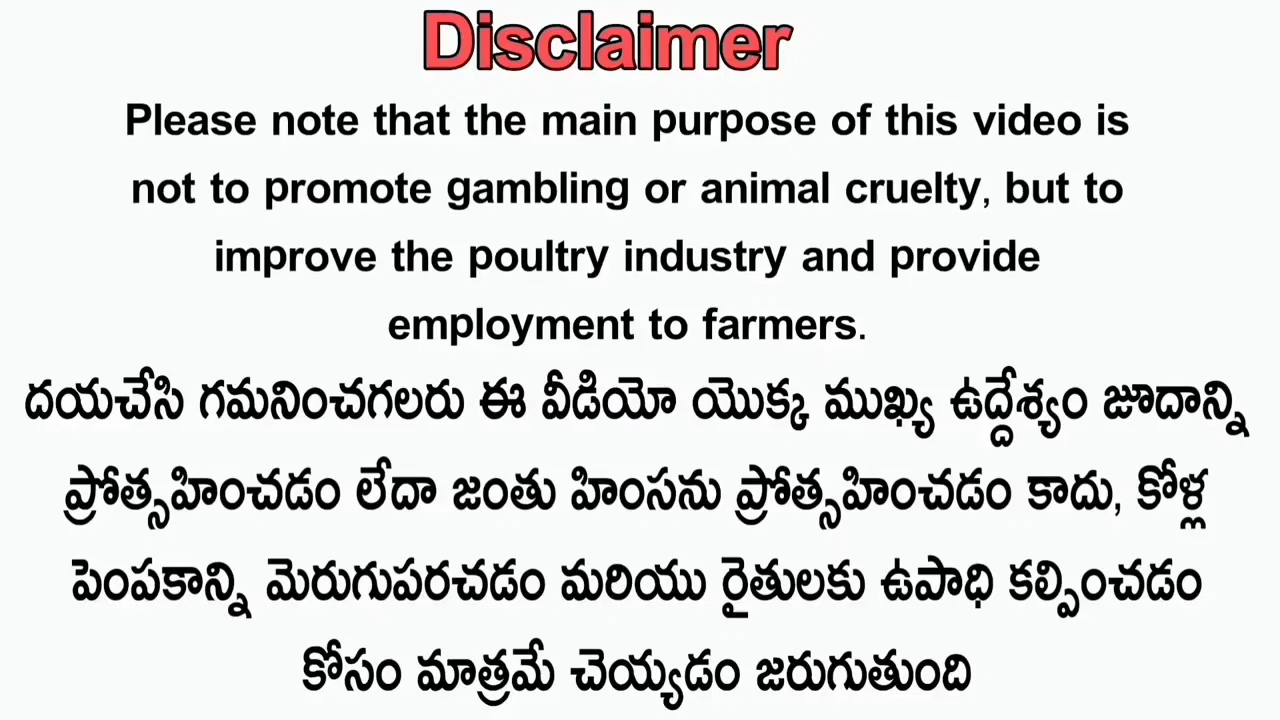 Disclaimer
Please note that the main purpose of this video is
not to promote gambling or animal cruelty, but to
improve the poultry industry and provide
employment to farmers.
దయచేసి గమనించగలరు ఈ వీడియో యొక్క ముఖ్య ఉద్దేశ్యం జూదాన్ని
ప్రోత్సహించడం లేదా జంతు హింసను ప్రోత్సహించడం కాదు, కోళ్ల
పెంపకాన్ని మెరుగుపరచడం మరియు రైతులకు ఉపాధి కల్పించడం
కోసం మాత్రమే చెయ్యడం జరుగుతుంది